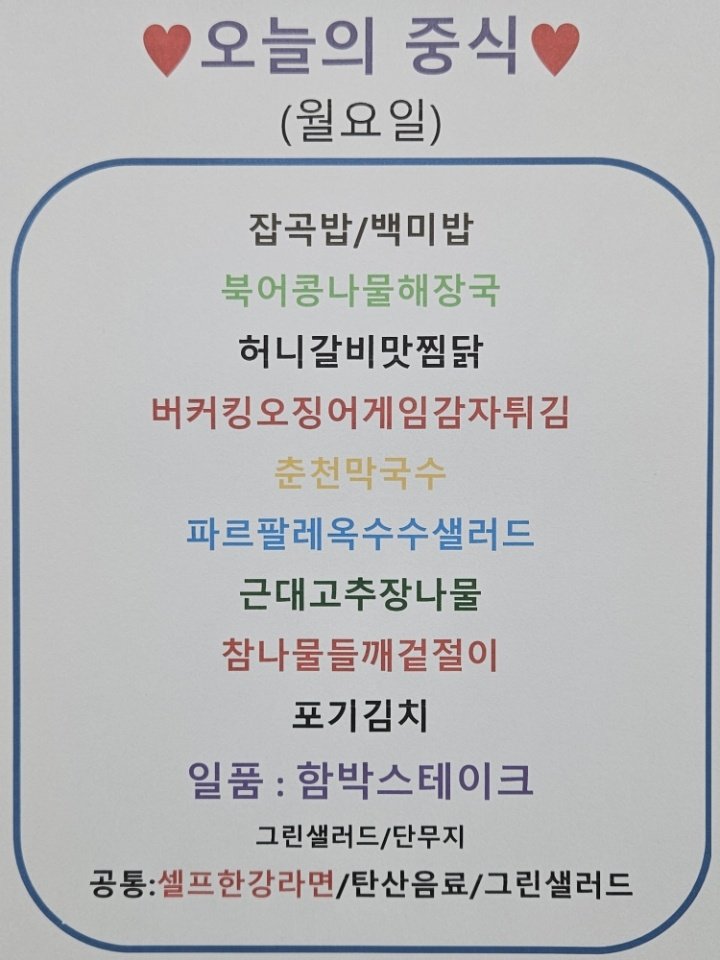 ♥오늘의 중식♥
(월요일)
잡곡밥/백미밥
북어콩나물해장국
허니갈비맛찜닭
버커킹오징어게임감자튀김
춘천막국수
파르팔레옥수수샐러드
근대고추장나물
참나물들깨겉절이
포기김치
일품 : 함박스테이크
그린샐러드/단무지
공통:셀프한강라면/탄산음료/그린샐러드